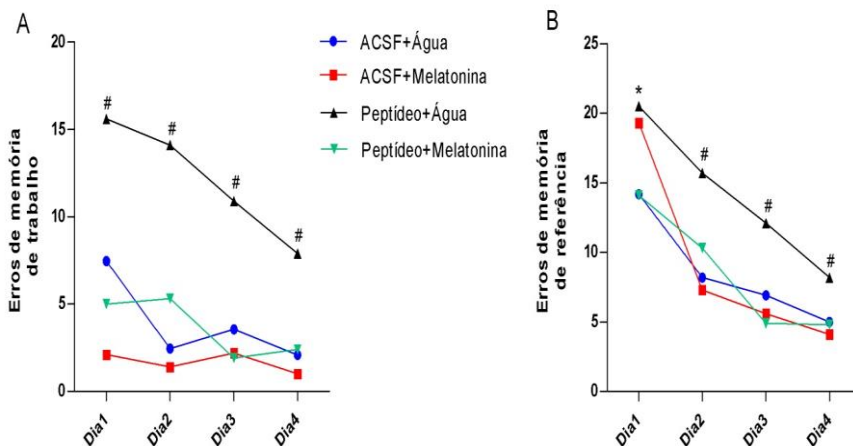 A
Erros de memória
de trabalho
20
15
10
5
0
#
#
#
#
Dia1
Dia2
Dia3
Dia4
ACSF+Água
ACSF+Melatonina
Peptídeo+Água
Peptídeo+Melatonina
B
Erros de memória
de referência
25
20
15
10
5
0
*
#
#
#
Dia1
Dia2
Dia3
Dia4